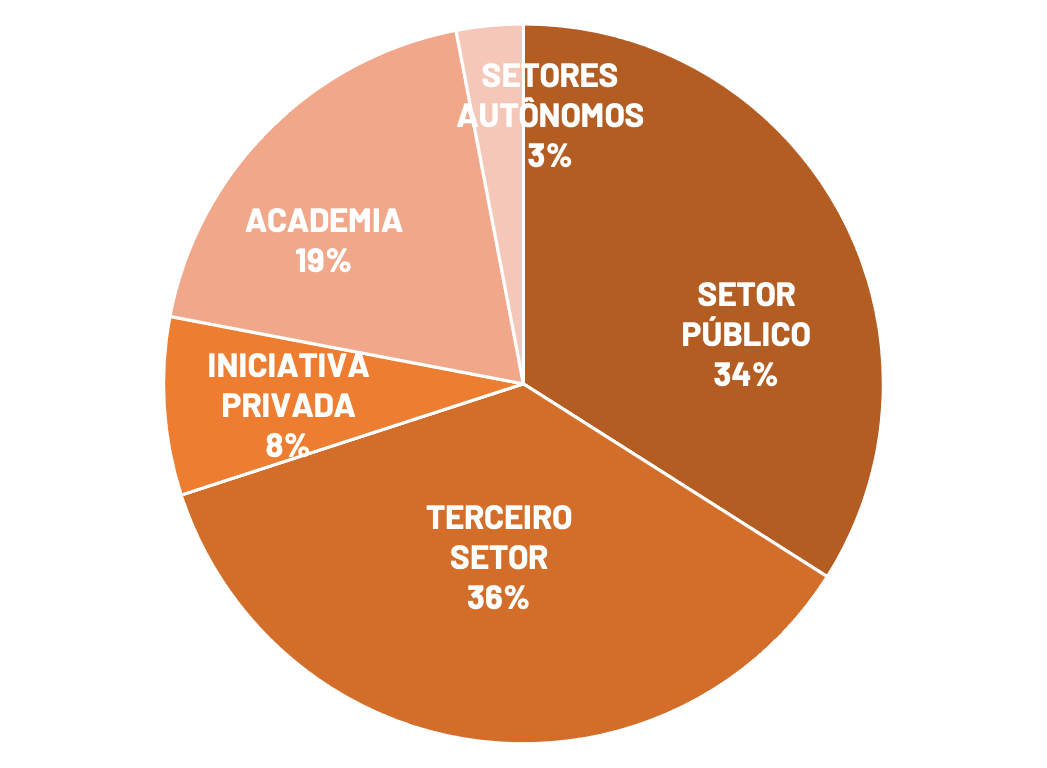 SETORES
AUTÔNOMOS
3%
ACADEMIA
19%
SETOR
PÚBLICO
34%
INICIATIVA
PRIVADA
8%
TERCEIRO
SETOR
36%